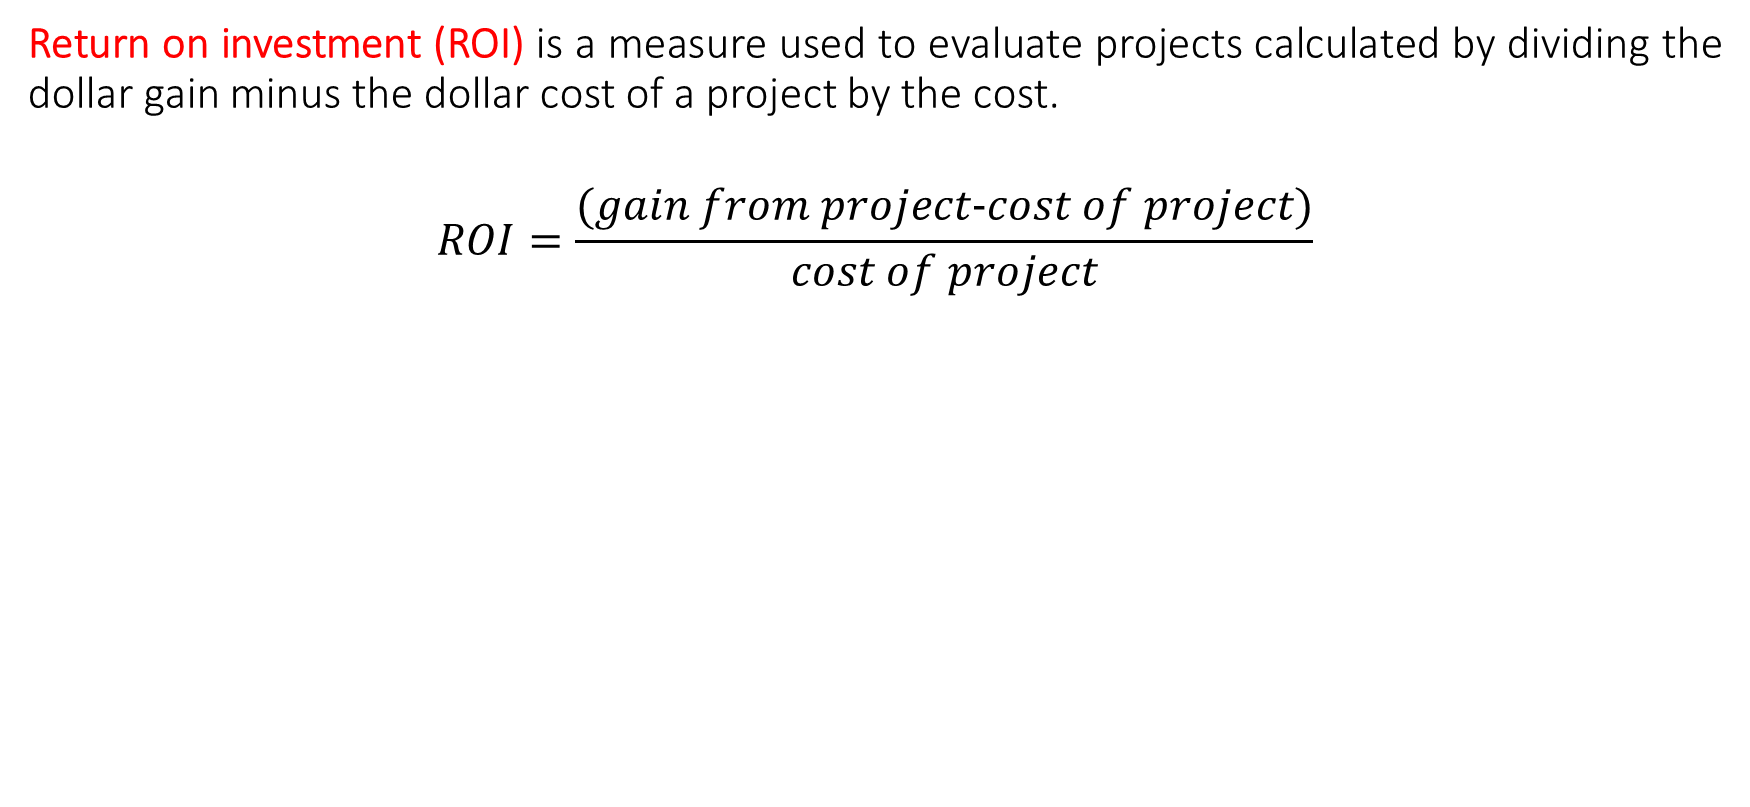 Return on investment (ROI) is a measure used to evaluate projects calculated by dividing the
dollar gain minus the dollar cost of a project by the cost.
ROI = (gain from project-cost of project)
cost of project